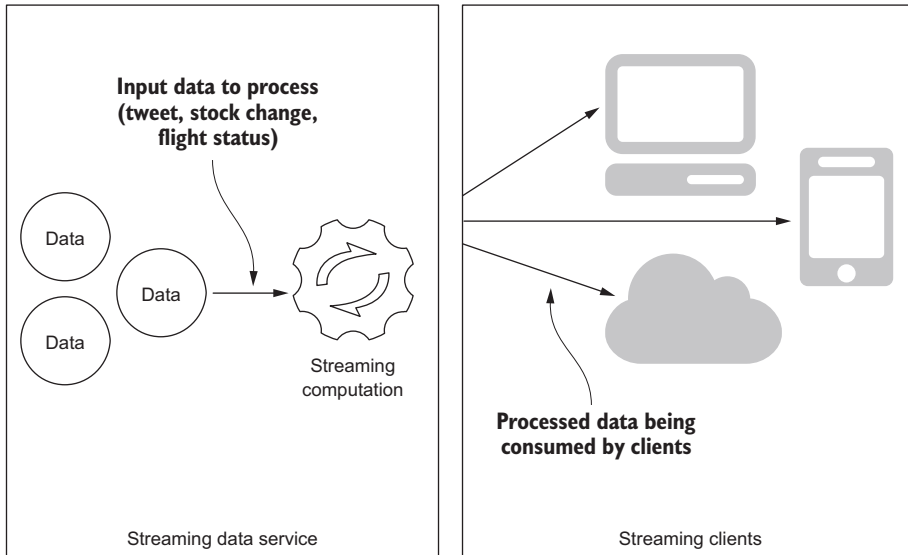 Input data to process
(tweet, stock change,
flight status)
Data
Data
Data
Streaming
computation
Streaming data service
Processed data being
consumed by clients
Streaming clients